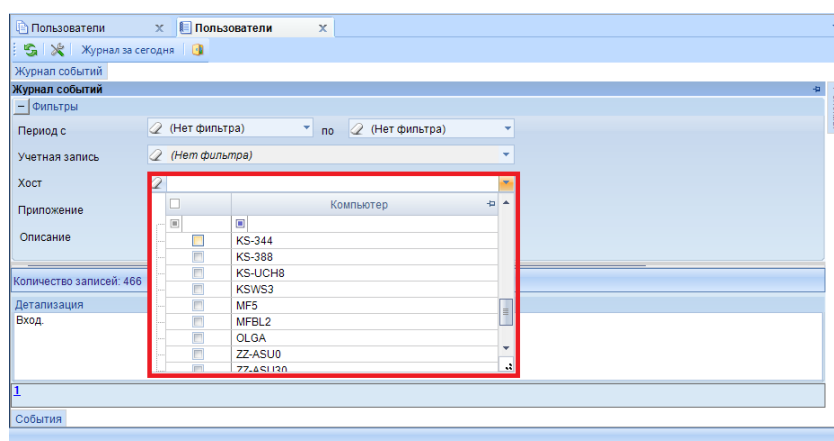 Пользователи x Пользователи x
Журнал за сегодня
Журнал событий
Журнал событий
Фильтры
Период с (Нет фильтра) по (Нет фильтра)
Учетная запись (Нет фильтра)
Хост
Компьютер
Приложение
Описание
KS-344
KS-388
KS-UCH8
Количество записей: 466
KSWS3
Детализация
MF5
Вход.
MFBL2
OLGA
ZZ-ASU0
ZZ-ASU30
1
События